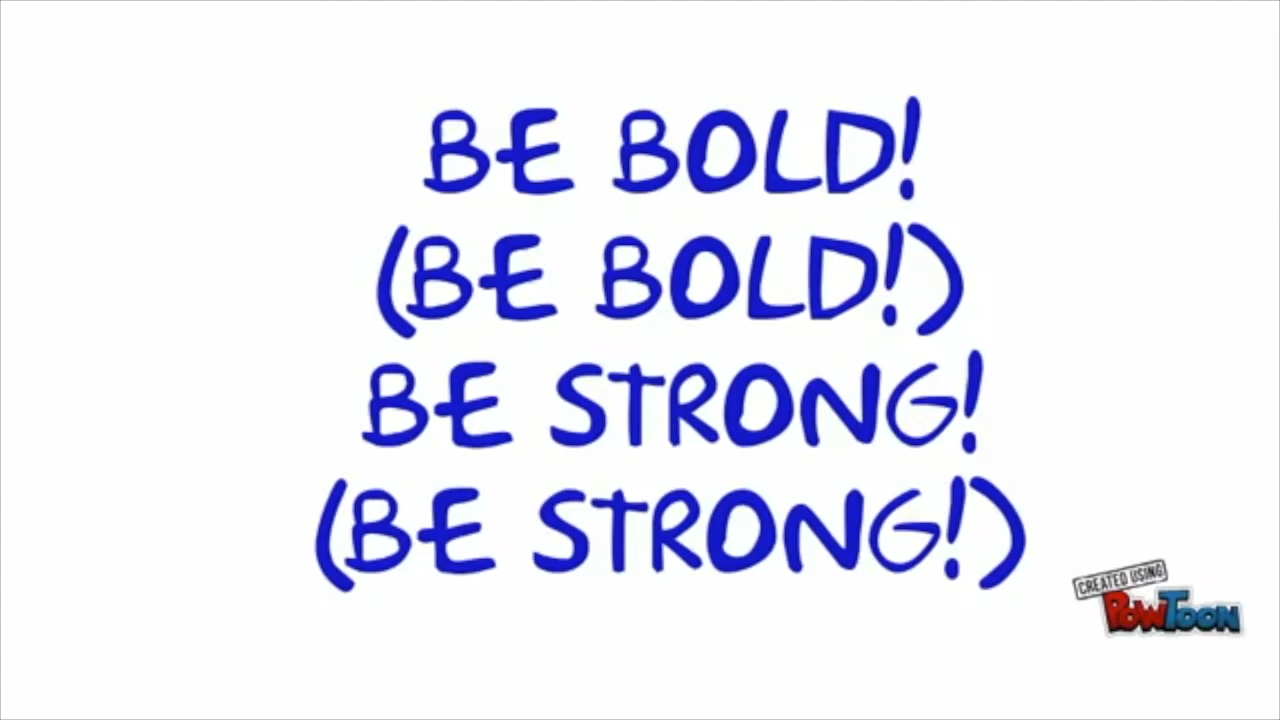 BE BOLD!
(BE BOLD!)
BE STRONG!
(BE STRONG!)
CREATED USING
POWTOON